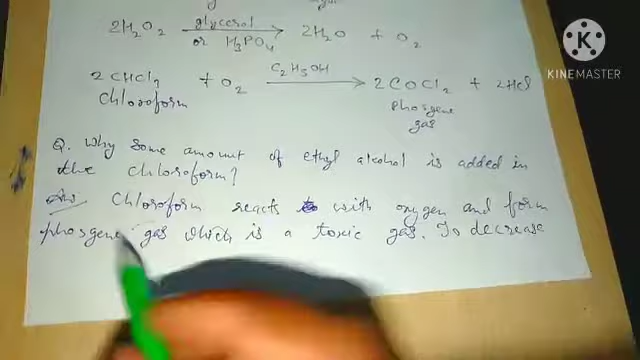 KINEMASTER
glycerol
2H₂O₂ → 2H₂O + O₂
or H₃PO₄
C₂H₅OH
2CHCl₃ + O₂ → 2COCl₂ + 2HCl
Chloroform
phosgene
gas
Q. Why some amount of ethyl alcohol is added in
the chloroform?
Ans Chloroform reacts with oxygen and form
phosgene gas which is a toxic gas. To decrease